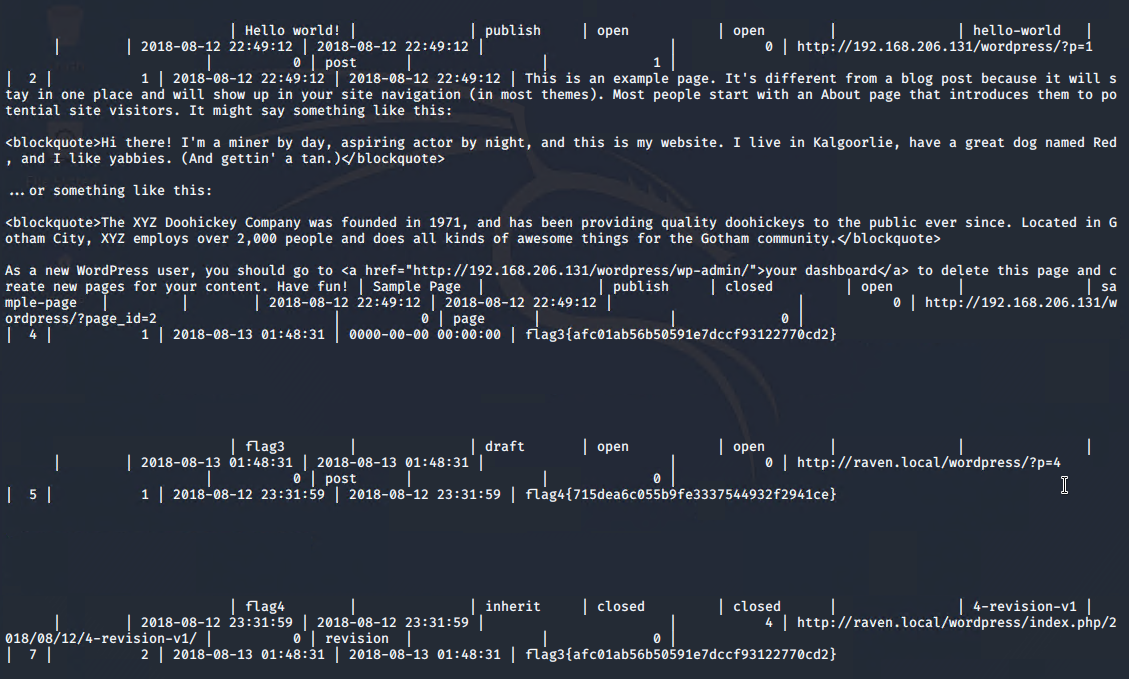 | Hello world! | | publish | open | open | | hello-world |
| | 2018-08-12 22:49:12 | 2018-08-12 22:49:12 | | 0 | http://192.168.206.131/wordpress/?p=1
| 0 | post | | 1 |
| 2 | 1 | 2018-08-12 22:49:12 | 2018-08-12 22:49:12 | This is an example page. It's different from a blog post because it will s
tay in one place and will show up in your site navigation (in most themes). Most people start with an About page that introduces them to po
tential site visitors. It might say something like this:
<blockquote>Hi there! I'm a miner by day, aspiring actor by night, and this is my website. I live in Kalgoorlie, have a great dog named Red
, and I like yabbies. (And gettin' a tan.)</blockquote>
...or something like this:
<blockquote>The XYZ Doohickey Company was founded in 1971, and has been providing quality doohickeys to the public ever since. Located in G
otham City, XYZ employs over 2,000 people and does all kinds of awesome things for the Gotham community.</blockquote>
As a new WordPress user, you should go to <a href="http://192.168.206.131/wordpress/wp-admin/">your dashboard</a> to delete this page and c
reate new pages for your content. Have fun! | Sample Page | | publish | closed | open | | sa
mple-page | | | 2018-08-12 22:49:12 | 2018-08-12 22:49:12 | | 0 | http://192.168.206.131/w
ordpress/?page_id=2 | 0 | page | | 0 |
| 4 | 1 | 2018-08-13 01:48:31 | 0000-00-00 00:00:00 | flag3{afc01ab56b50591e7dccf93122770cd2}
| flag3 | | draft | open | open | | |
| | 2018-08-13 01:48:31 | 2018-08-13 01:48:31 | | 0 | http://raven.local/wordpress/?p=4
| 0 | post | | 0 |
| 5 | 1 | 2018-08-12 23:31:59 | 2018-08-12 23:31:59 | flag4{715dea6c055b9fe3337544932f2941ce}
| flag4 | | inherit | closed | closed | | 4-revision-v1 |
| | 2018-08-12 23:31:59 | 2018-08-12 23:31:59 | | 4 | http://raven.local/wordpress/index.php/2
018/08/12/4-revision-v1/ | 0 | revision | | 0 |
| 7 | 2 | 2018-08-13 01:48:31 | 2018-08-13 01:48:31 | flag3{afc01ab56b50591e7dccf93122770cd2}